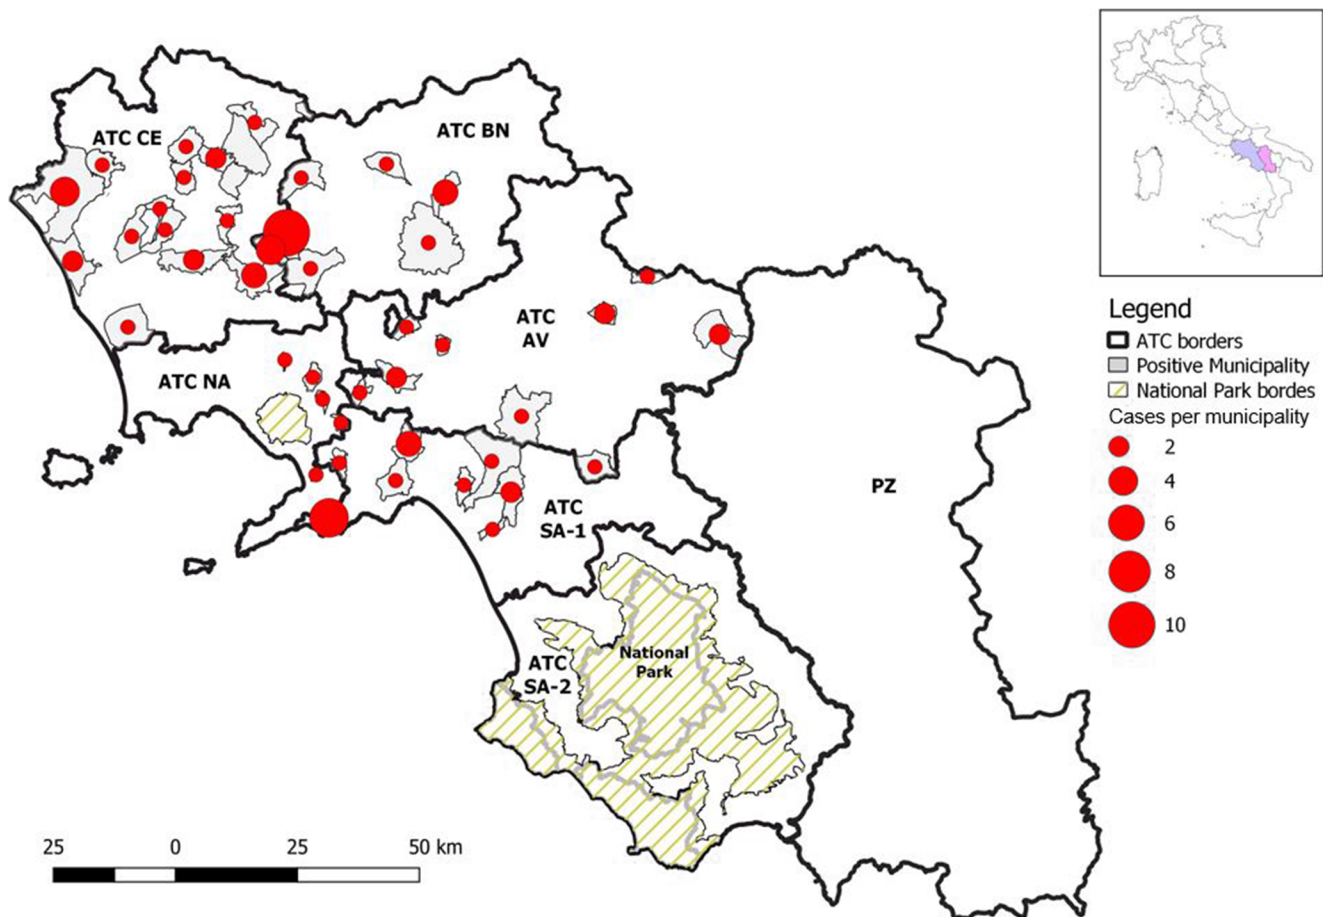 ATC CE
ATC BN
ATC
AV
ATC NA
PZ
ATC
SA-1
National
Park
ATC
SA-2
25 0 25 50 km
Legend
ATC borders
Positive Municipality
National Park bordes
Cases per municipality
2
4
6
8
10